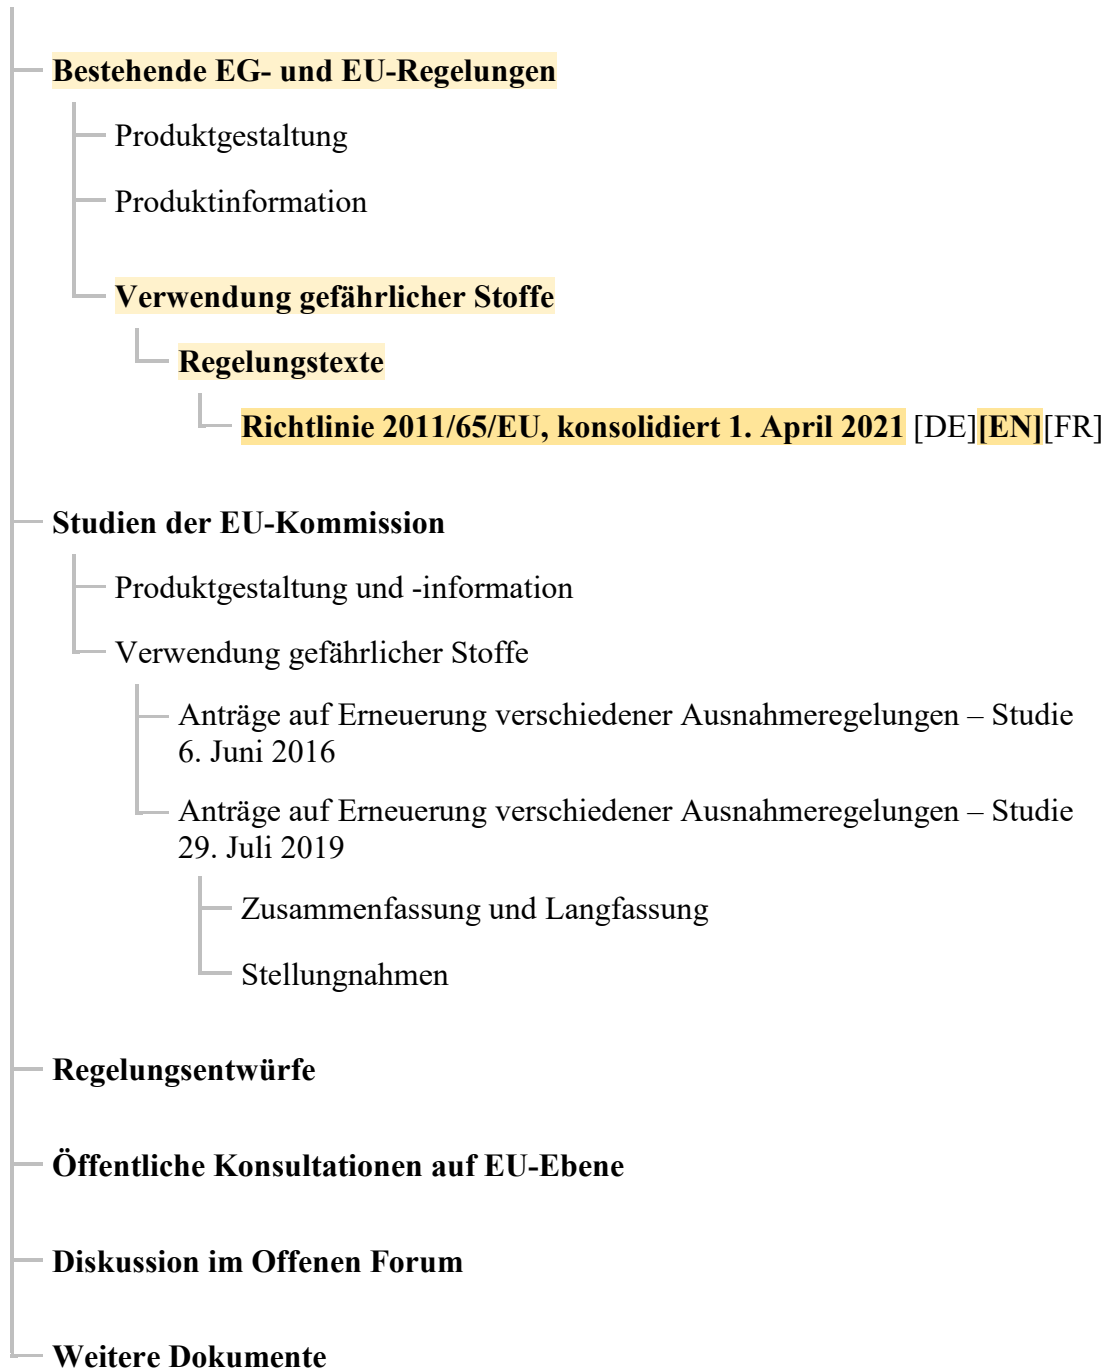 Bestehende EG- und EU-Regelungen
Produktgestaltung
Produktinformation
Verwendung gefährlicher Stoffe
Regelungstexte
Richtlinie 2011/65/EU, konsolidiert 1. April 2021 [DE][EN][FR]
Studien der EU-Kommission
Produktgestaltung und -information
Verwendung gefährlicher Stoffe
Anträge auf Erneuerung verschiedener Ausnahmeregelungen – Studie
6. Juni 2016
Anträge auf Erneuerung verschiedener Ausnahmeregelungen – Studie
29. Juli 2019
Zusammenfassung und Langfassung
Stellungnahmen
Regelungsentwürfe
Öffentliche Konsultationen auf EU-Ebene
Diskussion im Offenen Forum
Weitere Dokumente